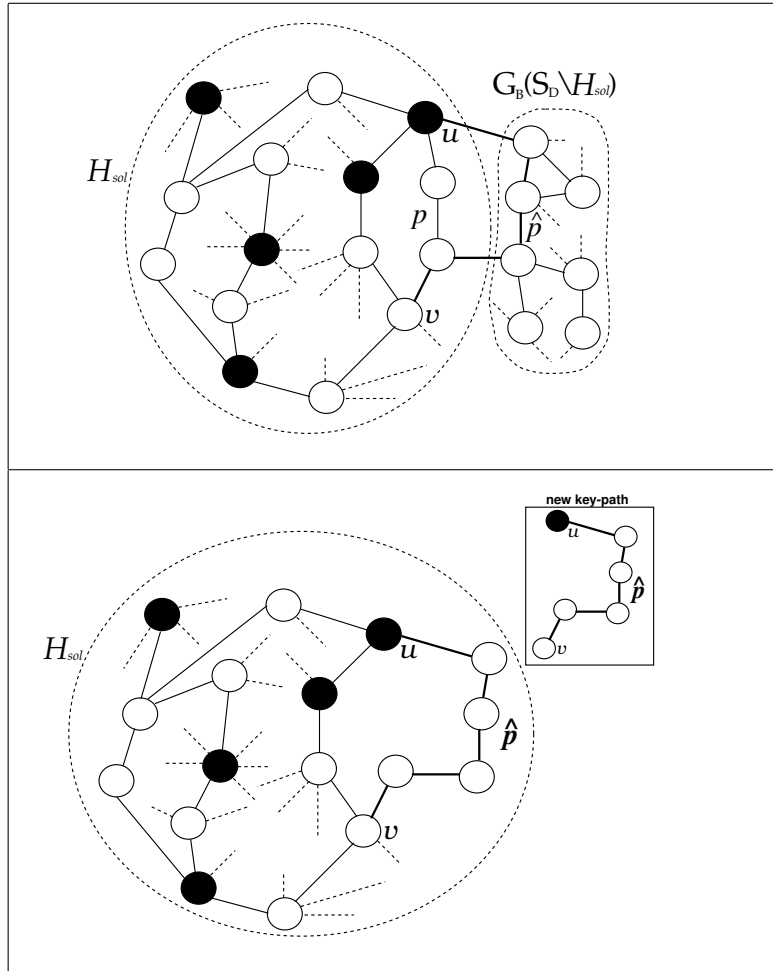 G_B(S_D\H_sol)
u
H_sol
p
p̂
v
new key-path
u
p̂
v
H_sol
u
p̂
v